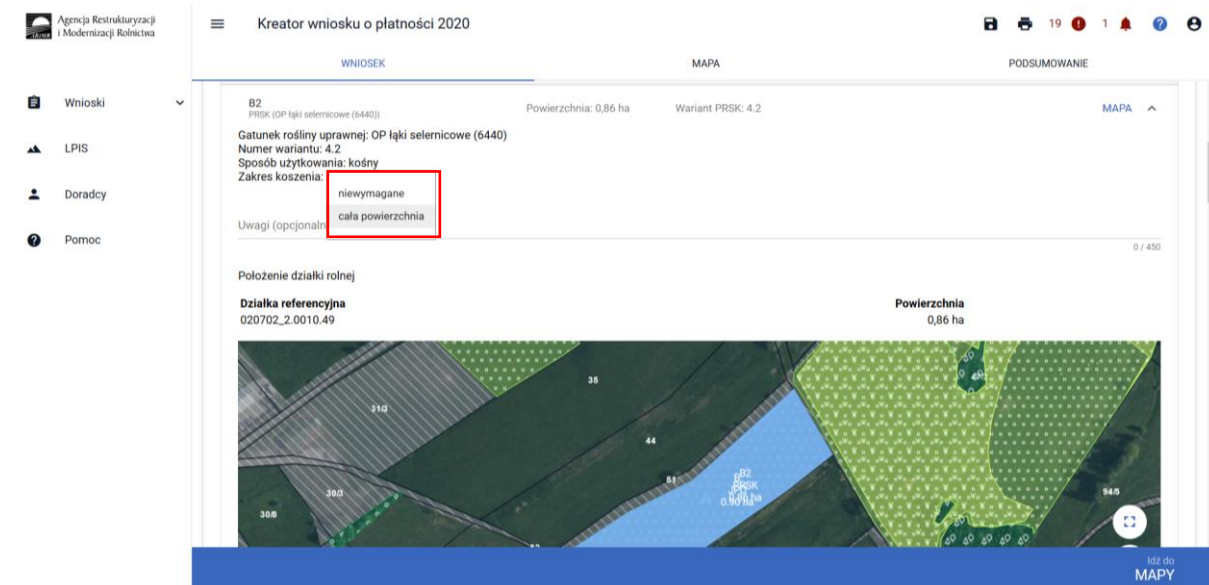 Agencja Restrukturyzacji
i Modernizacji Rolnictwa
ARiMR
Kreator wniosku o płatności 2020
19
1
WNIOSEK
MAPA
PODSUMOWANIE
Wnioski
LPIS
Doradcy
Pomoc
B2
PRSK (OP łąki selernicowe (6440))
Powierzchnia: 0,86 ha
Wariant PRSK: 4.2
MAPA
Gatunek rośliny uprawnej: OP łąki selernicowe (6440)
Numer wariantu: 4.2
Sposób użytkowania: kośny
Zakres koszenia:
niewymagane
cała powierzchnia
Uwagi (opcjonaln
0 / 450
Położenie działki rolnej
Działka referencyjna
Powierzchnia
020702_2.0010.49
0,86 ha
35
31/3
44
B2
PRSK
81
0.90 ha
30/3
94/5
30/8
Idź do
MAPY